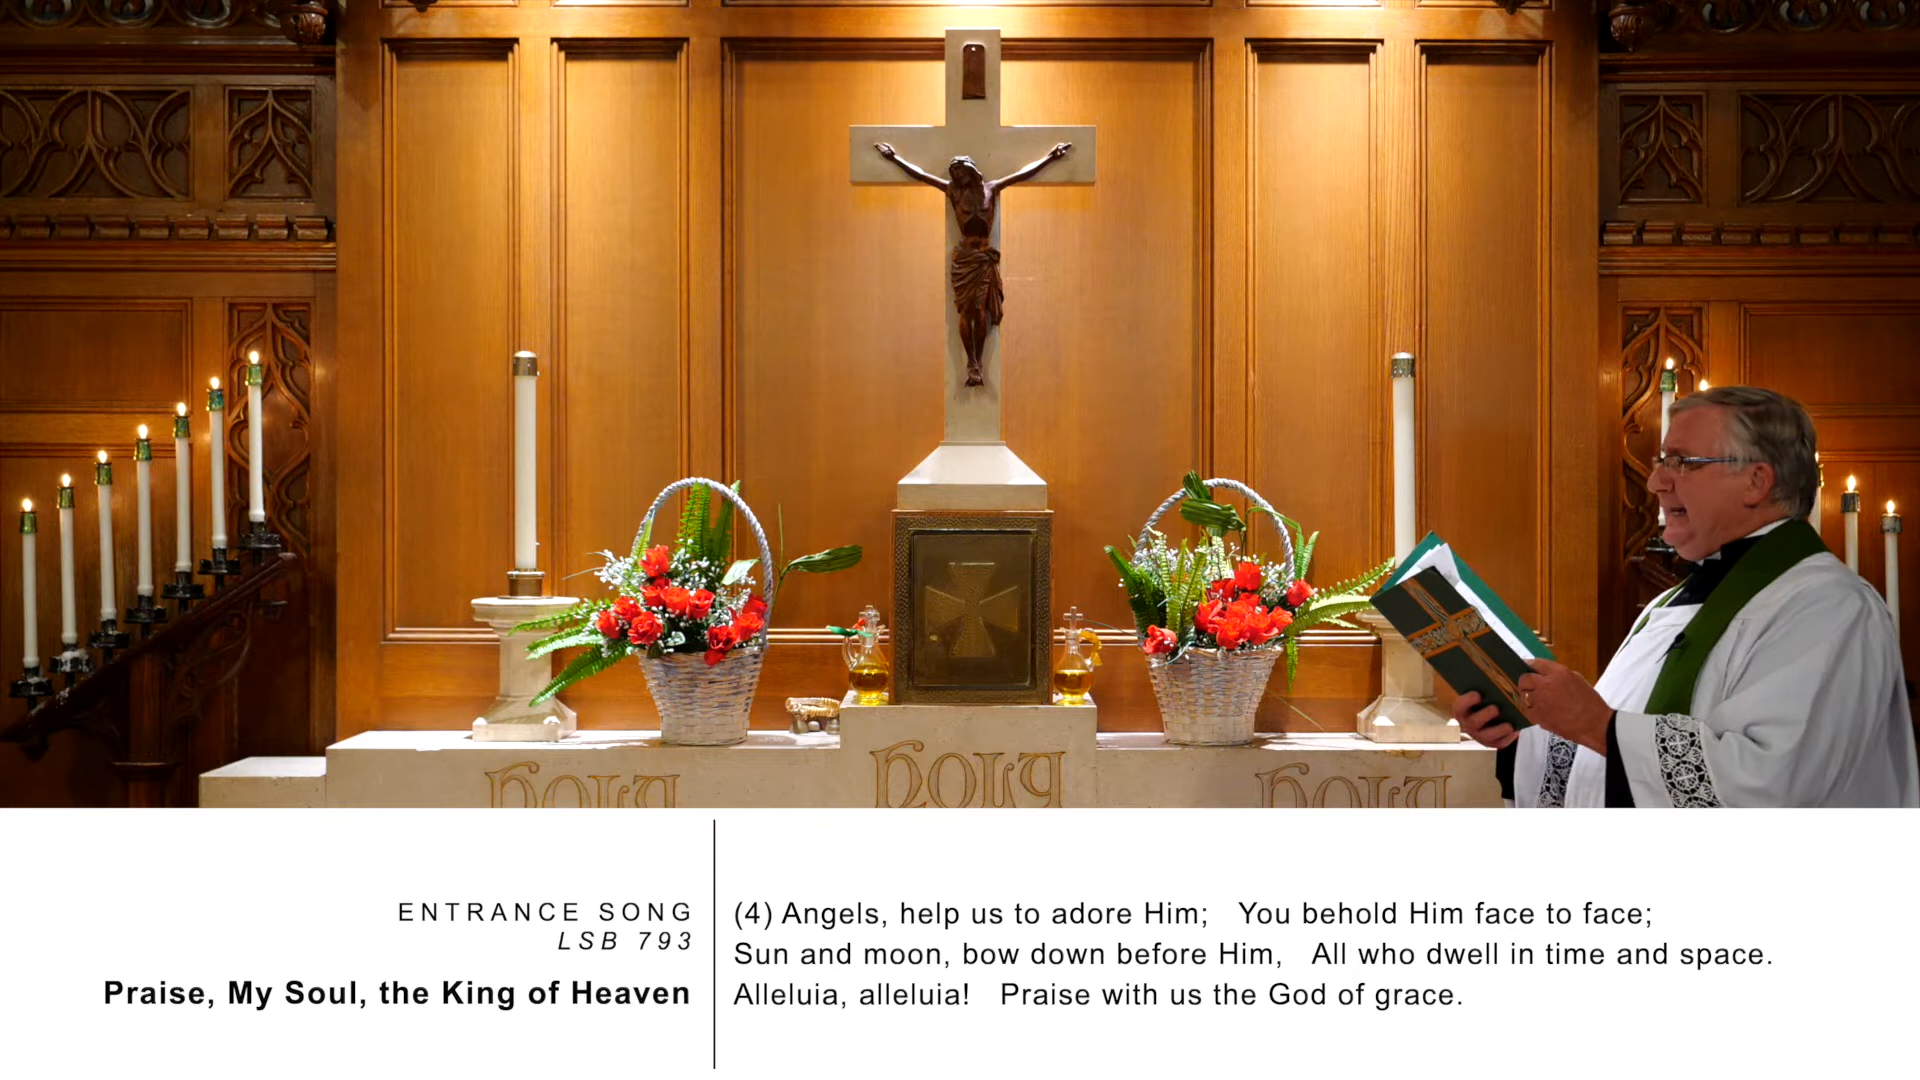 HOLY
HOLY
HOLY
ENTRANCE SONG
LSB 793
Praise, My Soul, the King of Heaven
(4) Angels, help us to adore Him; You behold Him face to face;
Sun and moon, bow down before Him, All who dwell in time and space.
Alleluia, alleluia! Praise with us the God of grace.